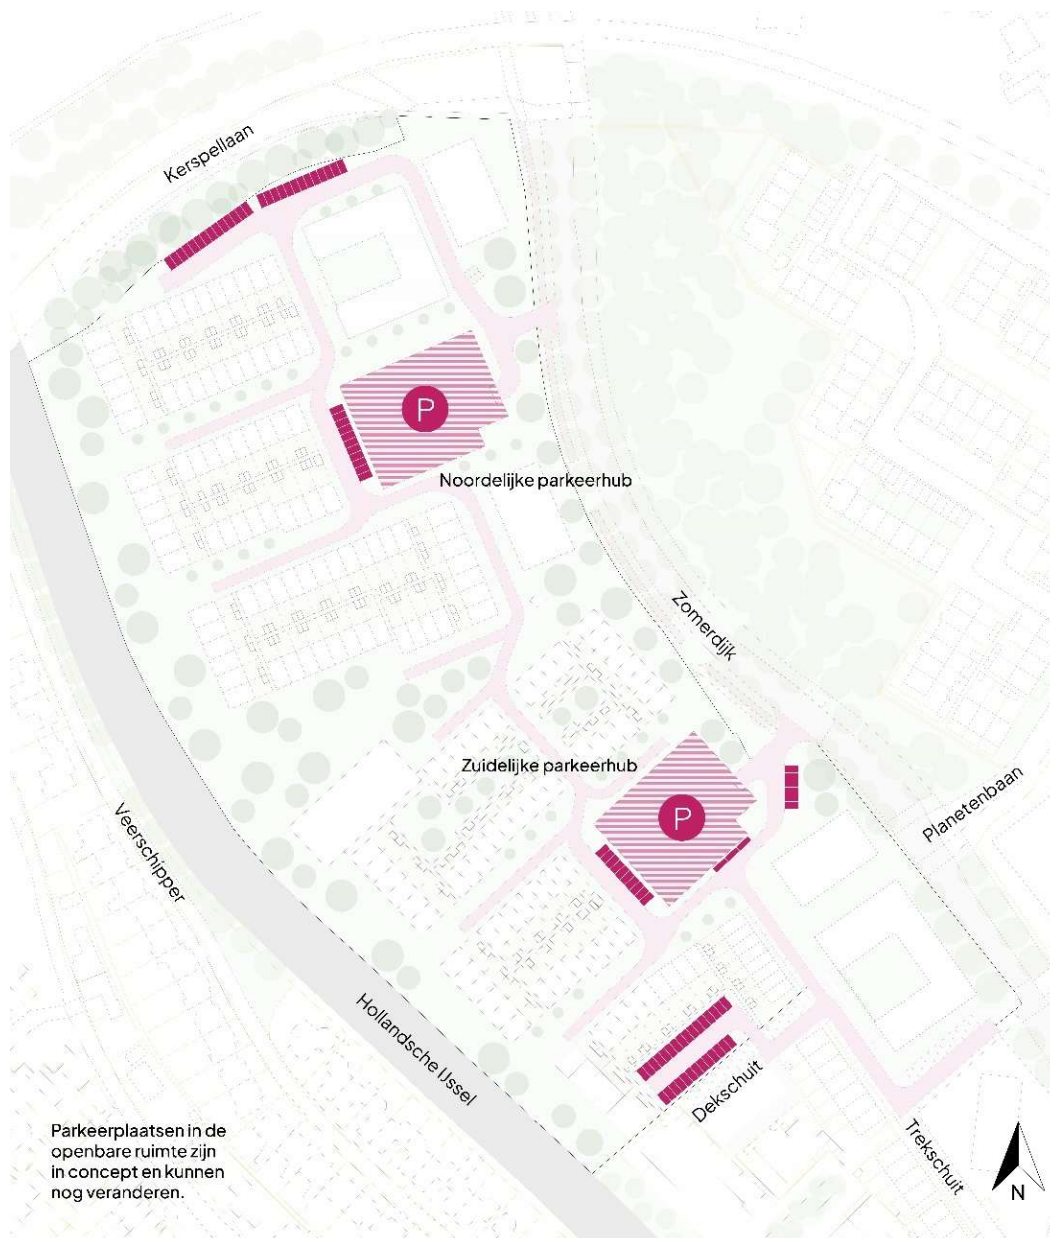 Kerspellaan
P
Noordelijke parkeerhub
Zomerdijk
Zuidelijke parkeerhub
P
Planetenbaan
Veerschipper
Hollandsche IJssel
Dekschuit
Trekschuit
Parkeerplaatsen in de
openbare ruimte zijn
in concept en kunnen
nog veranderen.
N